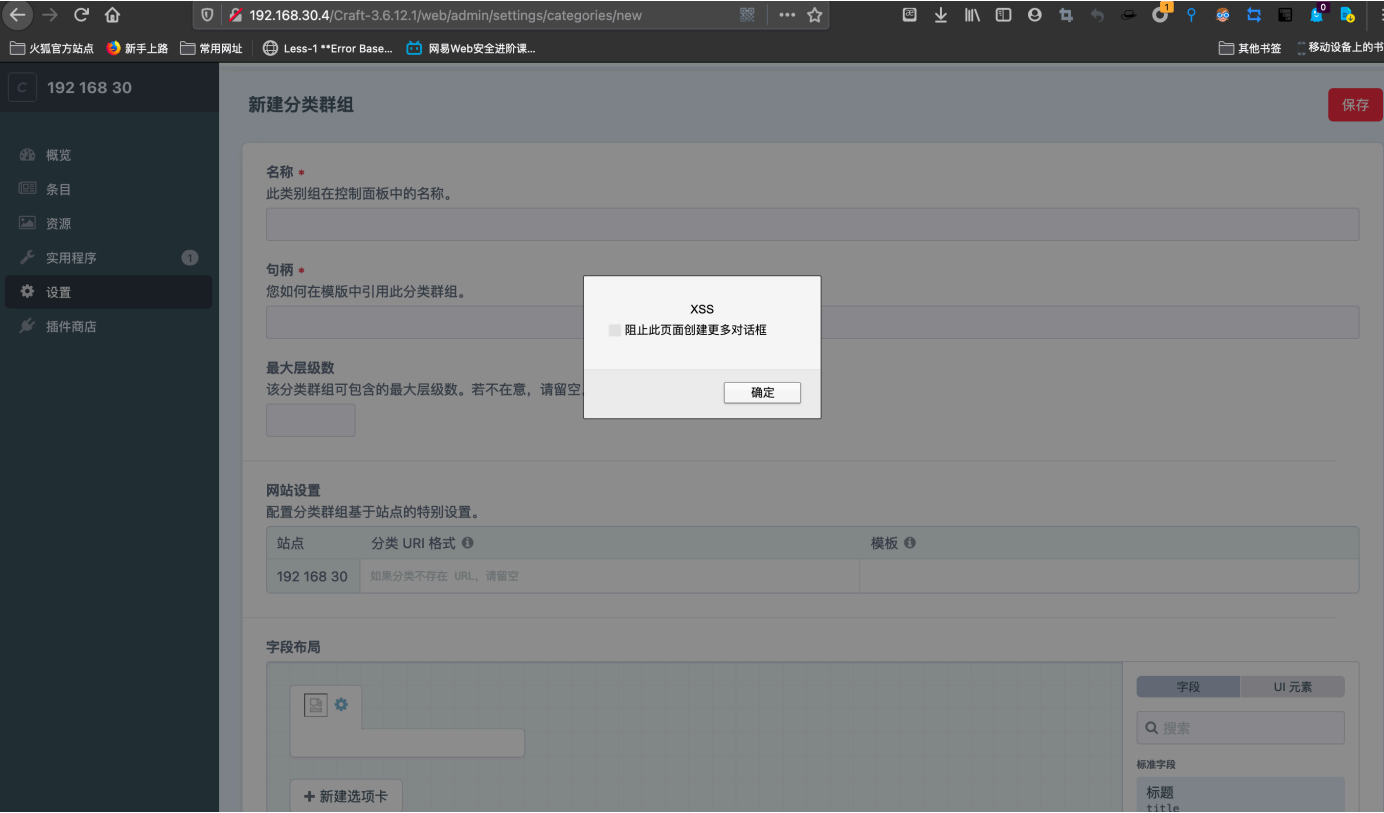 192.168.30.4/Craft-3.6.12.1/web/admin/settings/categories/new
1
0
火狐官方站点 新手上路 常用网址 Less-1 **Error Base... 网易Web安全进阶课... 其他书签 移动设备上的书
C 192 168 30
新建分类群组
保存
概览
条目
资源
实用程序 1
设置
插件商店
名称 *
此类别组在控制面板中的名称。
句柄 *
您如何在模版中引用此分类群组。
XSS
阻止此页面创建更多对话框
确定
最大层级数
该分类群组可包含的最大层级数。若不在意，请留空
网站设置
配置分类群组基于站点的特别设置。
站点 分类 URI 格式 模板
192 168 30 如果分类不存在 URL，请留空
字段布局
字段 UI 元素
搜索
标准字段
标题
title
+ 新建选项卡